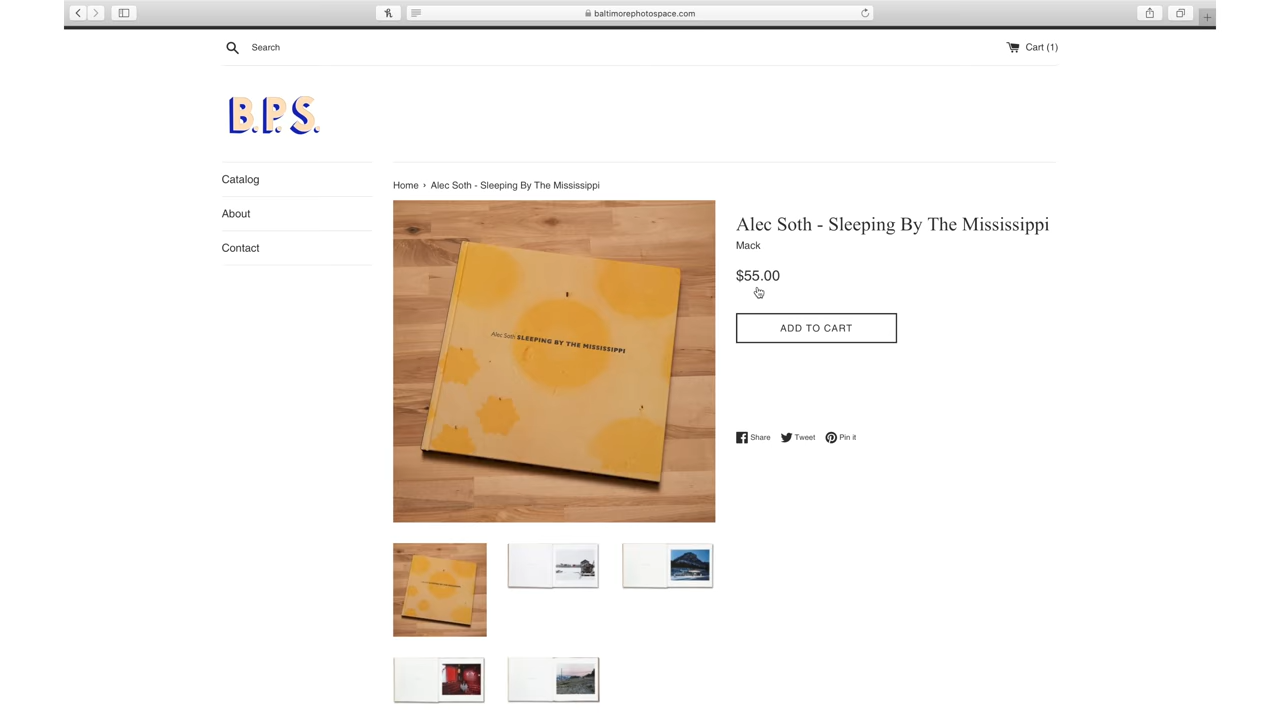 baltimorephotospace.com
Search
Cart (1)
B.P.S.
Catalog
About
Contact
Home › Alec Soth - Sleeping By The Mississippi
Alec Soth SLEEPING BY THE MISSISSIPPI
Alec Soth - Sleeping By The Mississippi
Mack
$55.00
ADD TO CART
Share
Tweet
Pin it